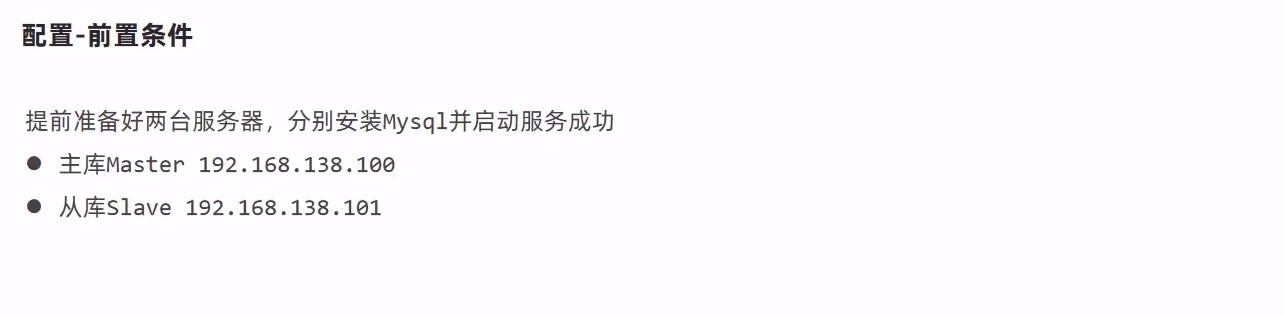 配置-前置条件
提前准备好两台服务器，分别安装Mysql并启动服务成功
● 主库Master 192.168.138.100
● 从库Slave 192.168.138.101